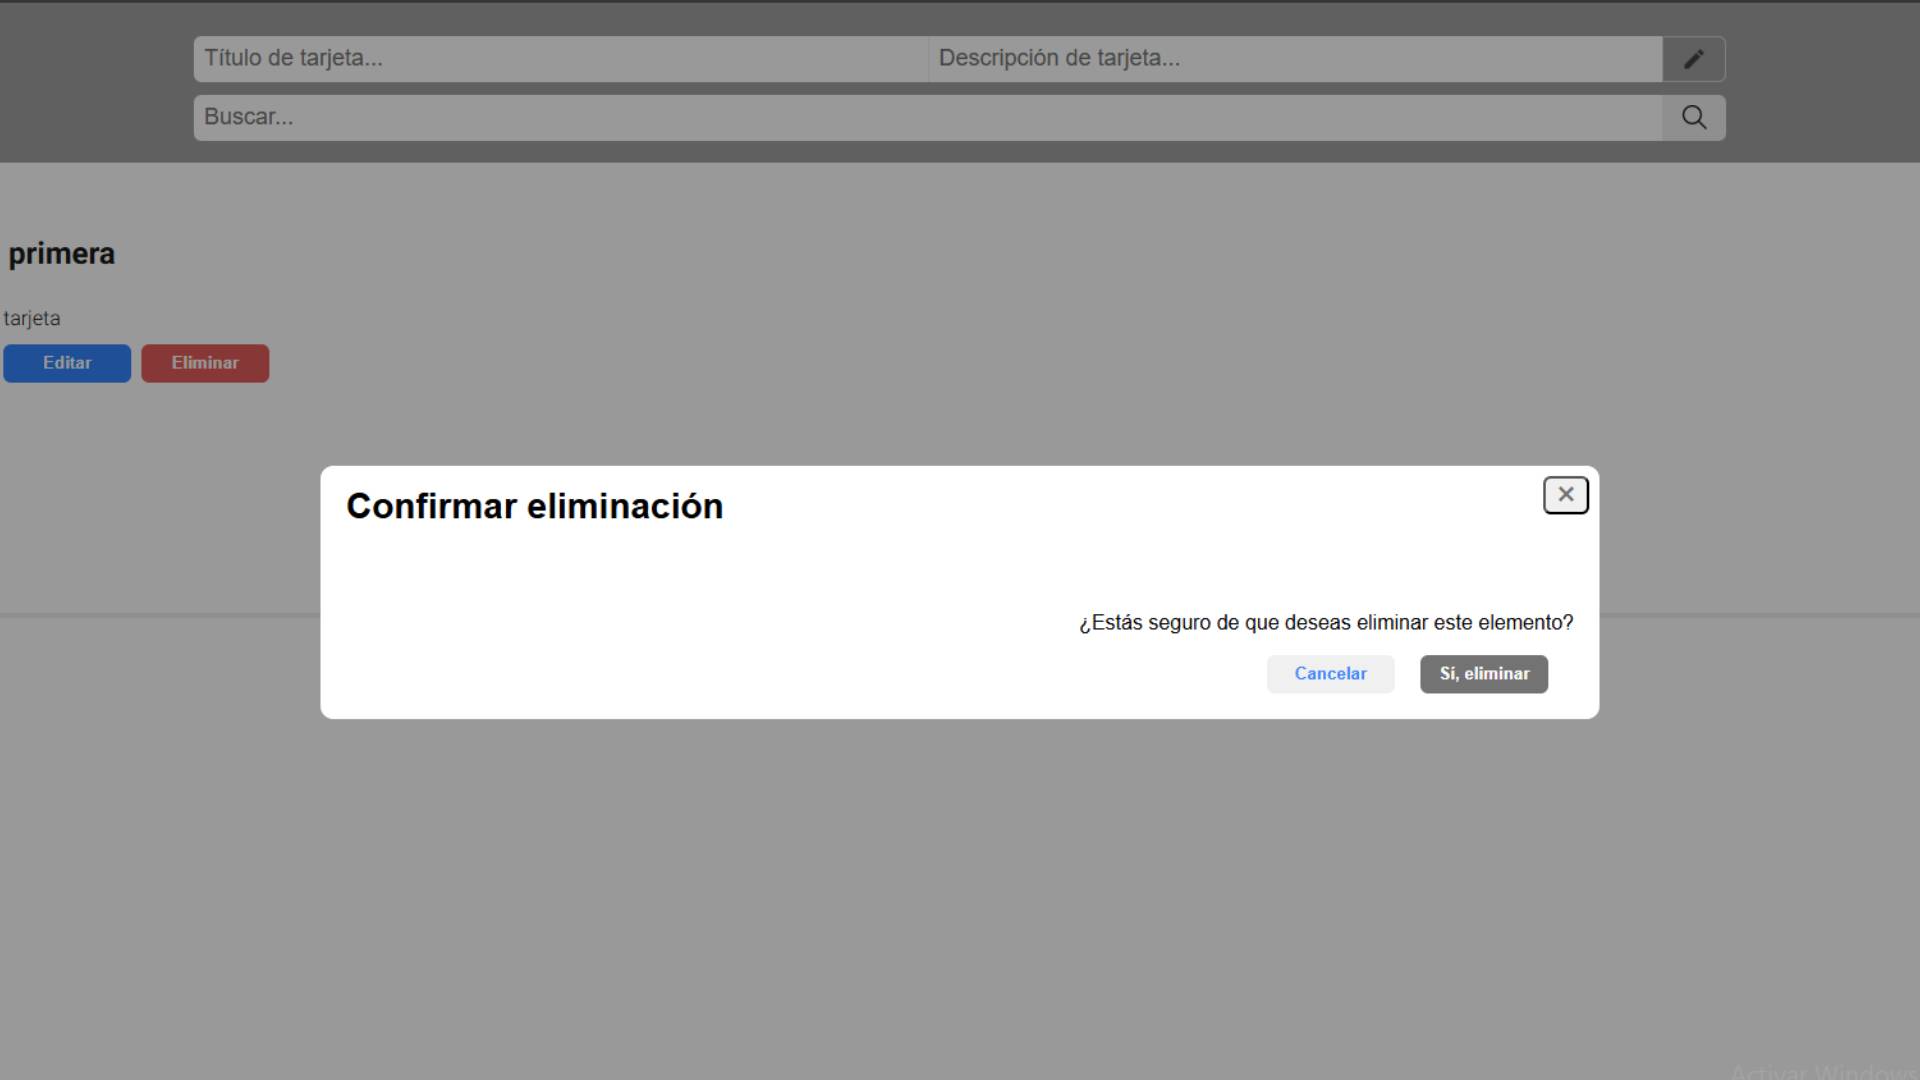 Título de tarjeta...
Descripción de tarjeta...
Buscar...
primera
tarjeta
Editar
Eliminar
Confirmar eliminación
¿Estás seguro de que deseas eliminar este elemento?
Cancelar
Sí, eliminar
Activar Windows